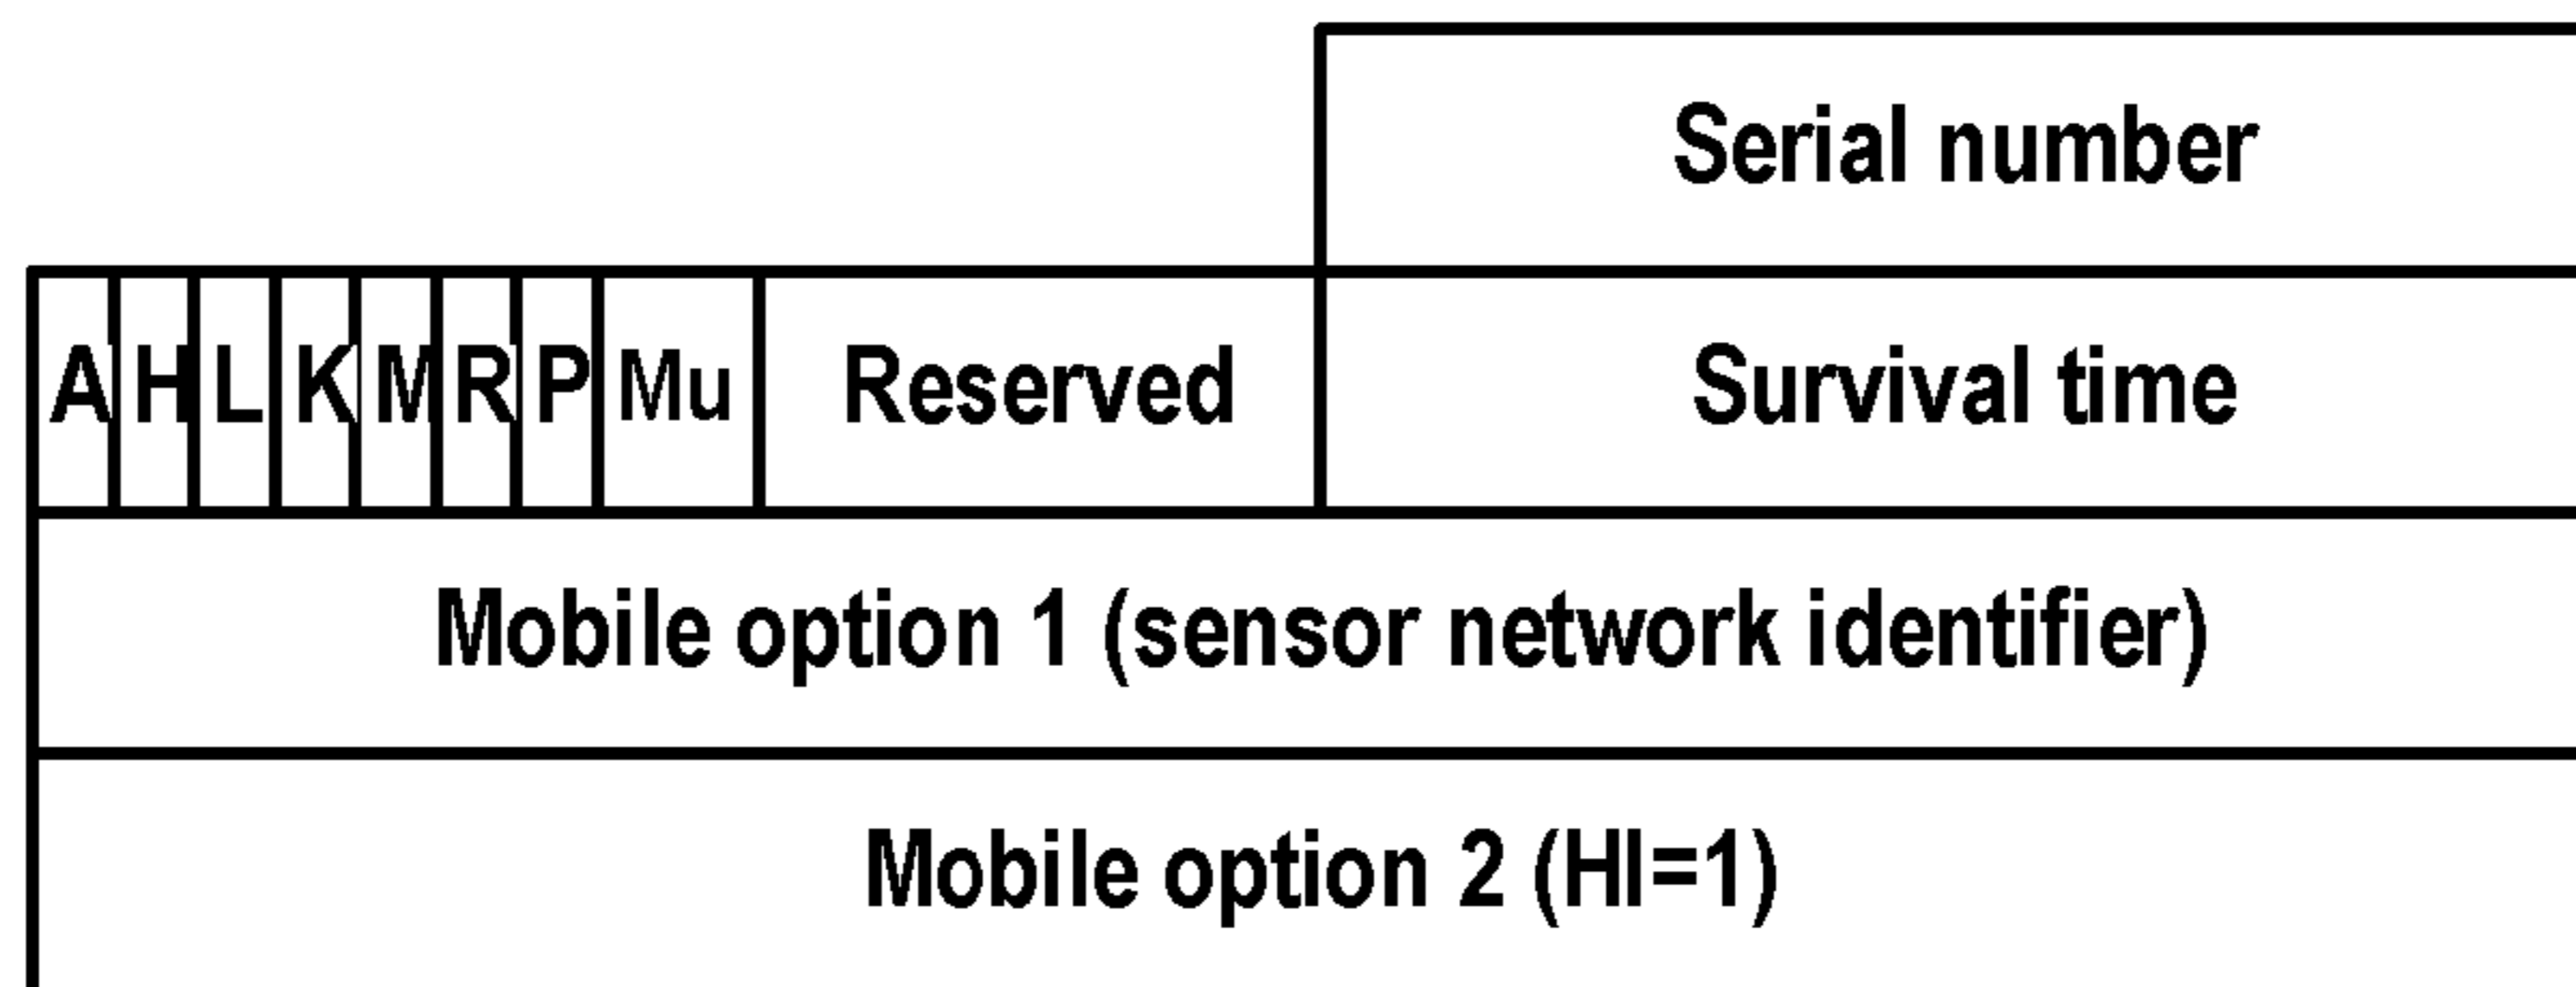 Serial number
A H L K M R P Mu Reserved Survival time
Mobile option 1 (sensor network identifier)
Mobile option 2 (HI=1)